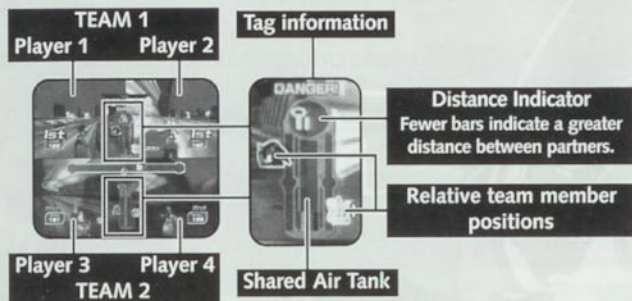 TEAM 1
Player 1 Player 2
Tag information
DANGER!
Distance Indicator
Fewer bars indicate a greater
distance between partners.
1st 1st
Relative team member
positions
Player 3 Player 4
TEAM 2
Shared Air Tank